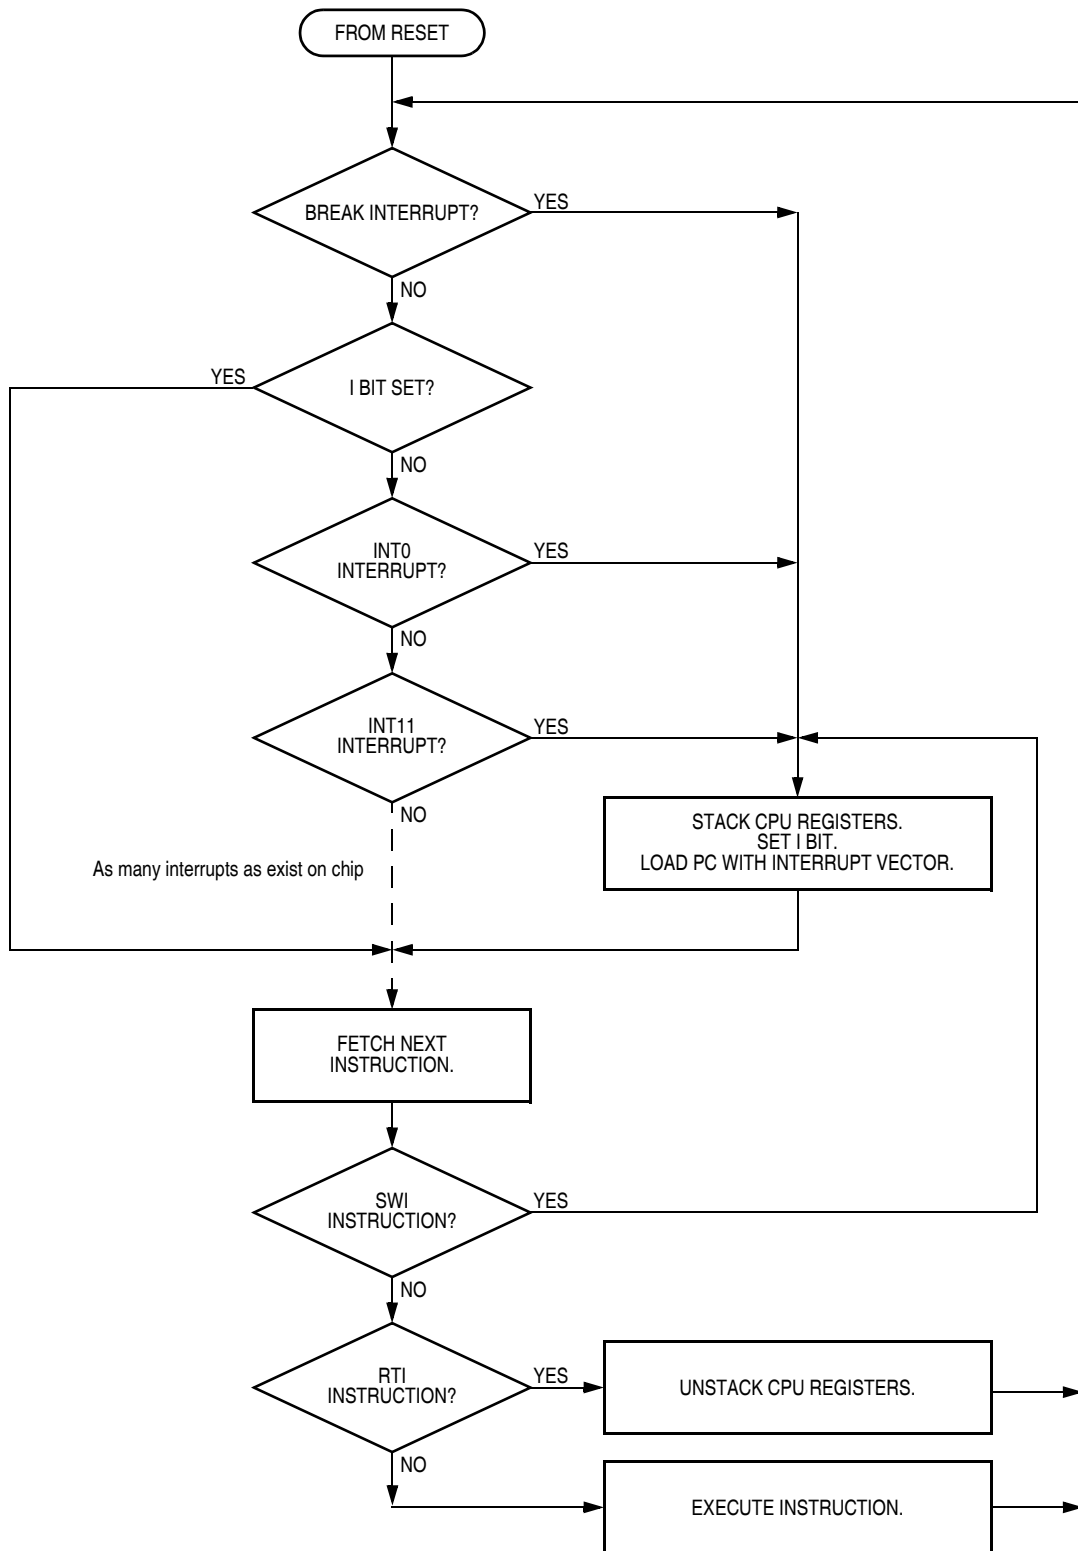 FROM RESET
BREAK INTERRUPT?
YES
NO
YES
I BIT SET?
NO
INT0
INTERRUPT?
YES
NO
INT11
INTERRUPT?
YES
NO
STACK CPU REGISTERS.
SET I BIT.
LOAD PC WITH INTERRUPT VECTOR.
As many interrupts as exist on chip
FETCH NEXT
INSTRUCTION.
SWI
INSTRUCTION?
YES
NO
RTI
INSTRUCTION?
YES
UNSTACK CPU REGISTERS.
NO
EXECUTE INSTRUCTION.